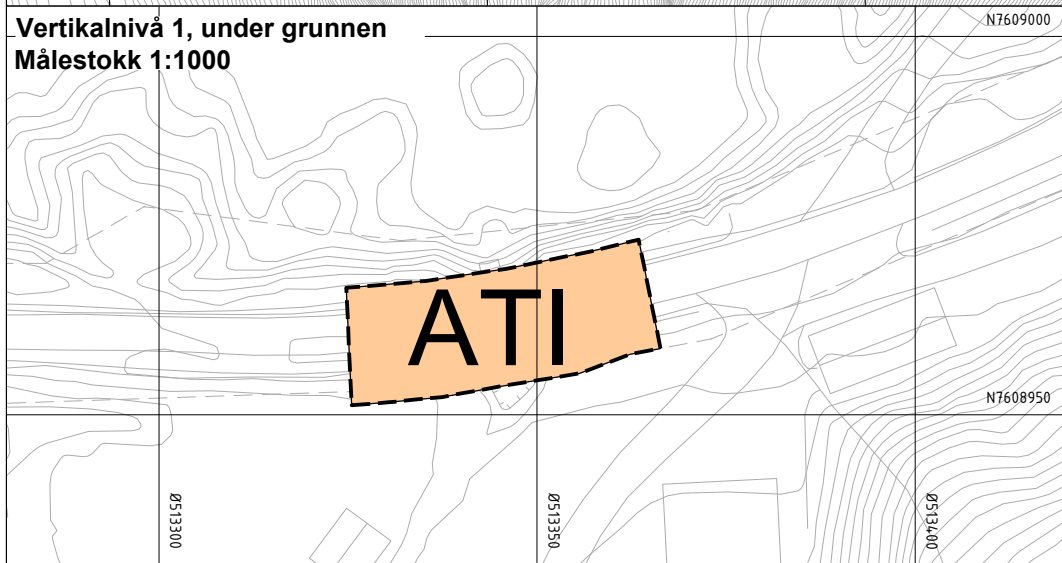 Vertikalnivå 1, under grunnen
Målestokk 1:1000
N7609000
ATI
N7608950
Ø513300
Ø513350
Ø513400